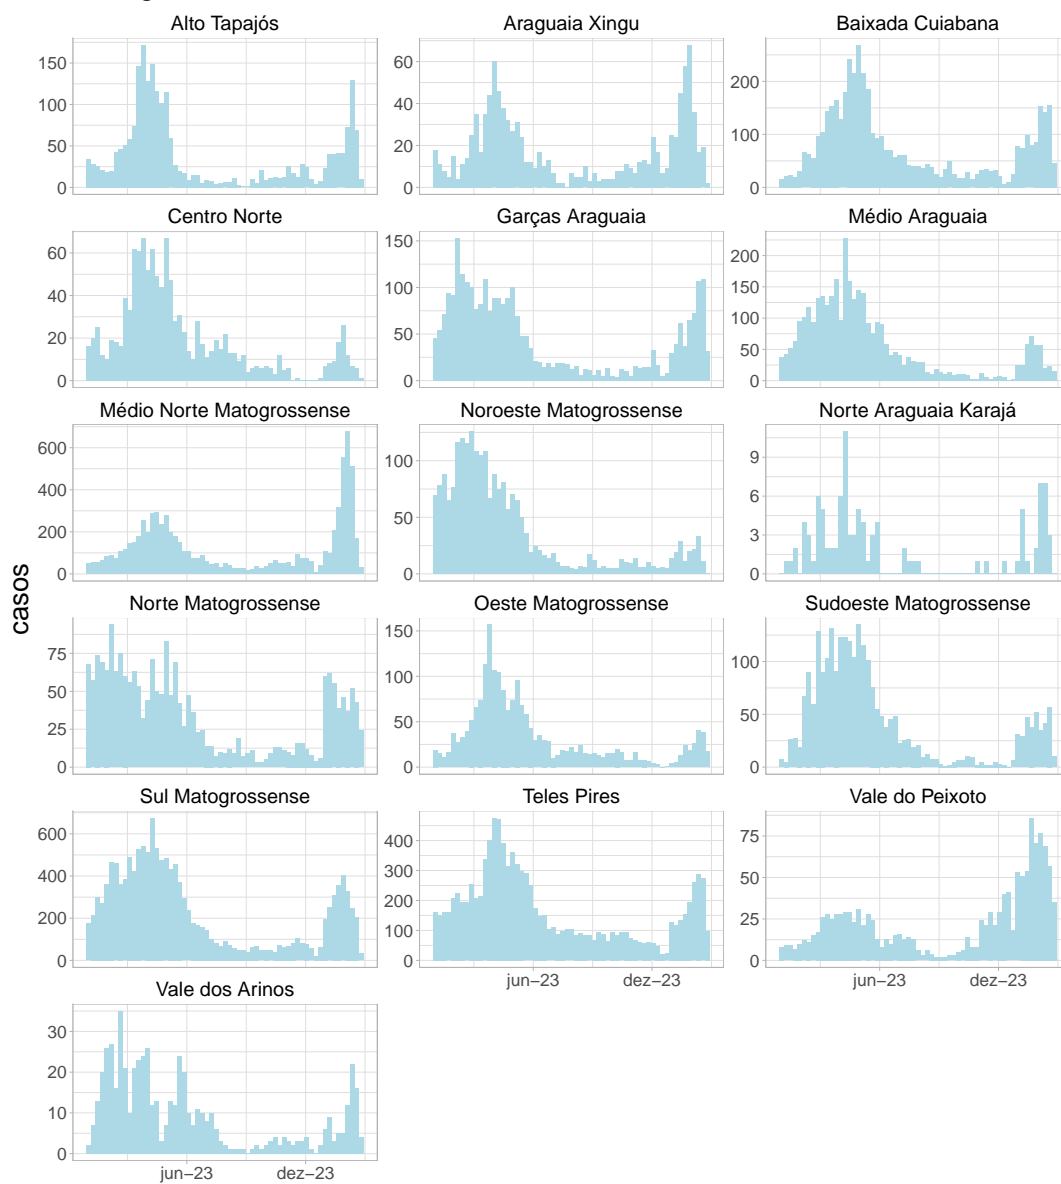 Alto Tapajós
Araguaia Xingu
Baixada Cuiabana
150
100
50
0
60
40
20
0
200
100
0
Centro Norte
Garças Araguaia
Médio Araguaia
60
40
20
0
150
100
50
0
200
150
100
50
0
Médio Norte Matogrossense
Noroeste Matogrossense
Norte Araguaia Karajá
600
400
200
0
100
50
0
9
6
3
0
casos
Norte Matogrossense
Oeste Matogrossense
Sudoeste Matogrossense
75
50
25
0
150
100
50
0
100
50
0
Sul Matogrossense
Teles Pires
Vale do Peixoto
600
400
200
0
400
300
200
100
0
75
50
25
0
jun−23
dez−23
jun−23
dez−23
Vale dos Arinos
30
20
10
0
jun−23
dez−23